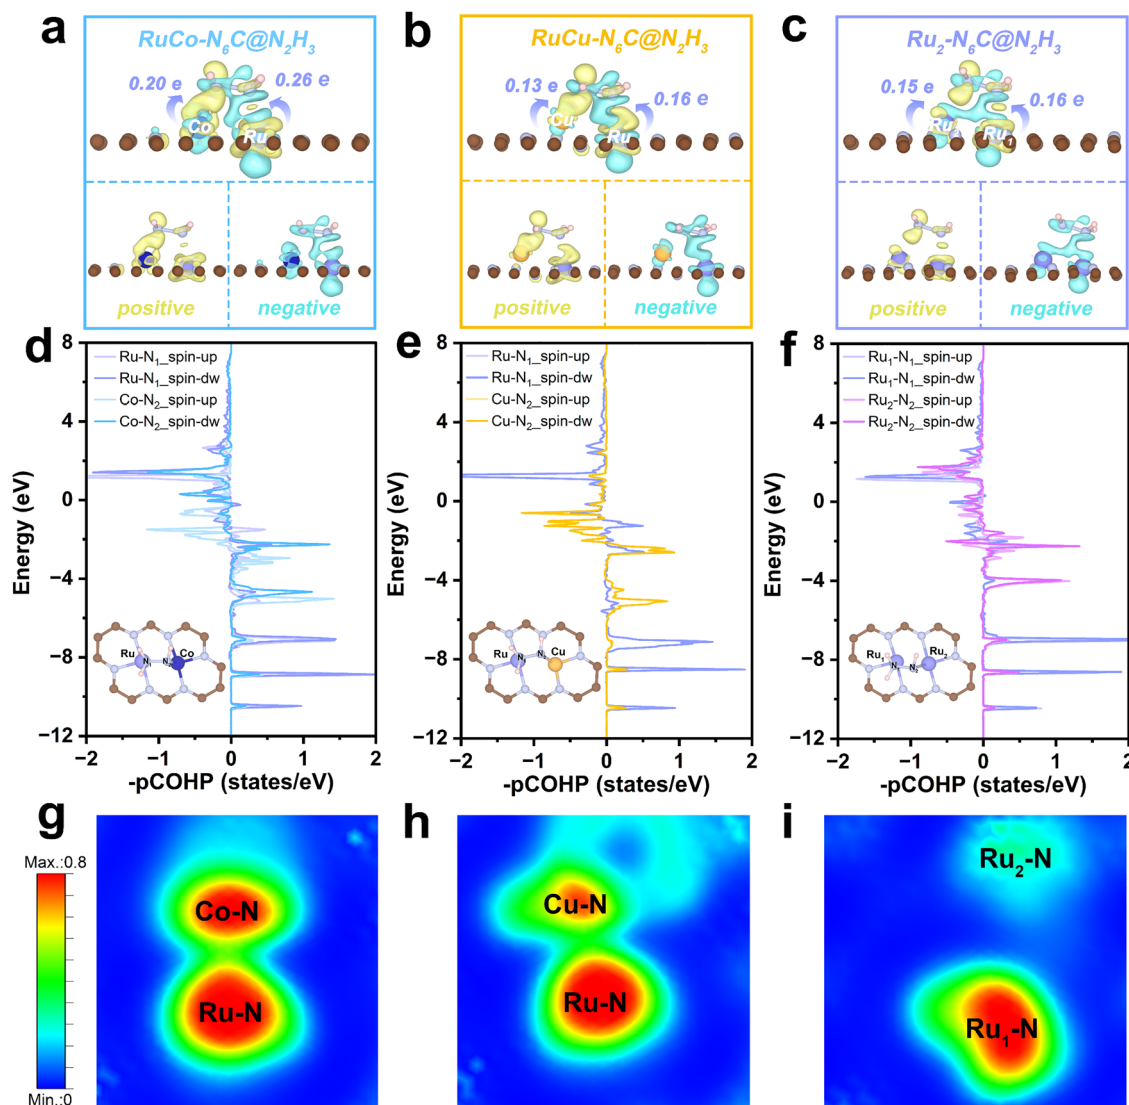 a
RuCo-N6C@N2H3
0.20 e
0.26 e
Co
Ru
positive
negative
b
RuCu-N6C@N2H3
0.13 e
0.16 e
Cu
Ru
positive
negative
c
Ru2-N6C@N2H3
0.15 e
0.16 e
Ru1
positive
negative
d
Ru-N1_spin-up
Ru-N1_spin-dw
Co-N2_spin-up
Co-N2_spin-dw
8
4
0
−4
−8
−12
Energy (eV)
Ru
N1
N2
Co
−2
−1
0
1
2
-pCOHP (states/eV)
e
Ru-N1_spin-up
Ru-N1_spin-dw
Cu-N2_spin-up
Cu-N2_spin-dw
8
4
0
−4
−8
−12
Energy (eV)
Ru
N1
N2
Cu
−2
−1
0
1
2
-pCOHP (states/eV)
f
Ru1-N1_spin-up
Ru1-N1_spin-dw
Ru2-N2_spin-up
Ru2-N2_spin-dw
8
4
0
−4
−8
−12
Energy (eV)
Ru1
N1
N2
Ru2
−2
−1
0
1
2
-pCOHP (states/eV)
g
Max.:0.8
Min.:0
Co-N
Ru-N
h
Cu-N
Ru-N
i
Ru2-N
Ru1-N